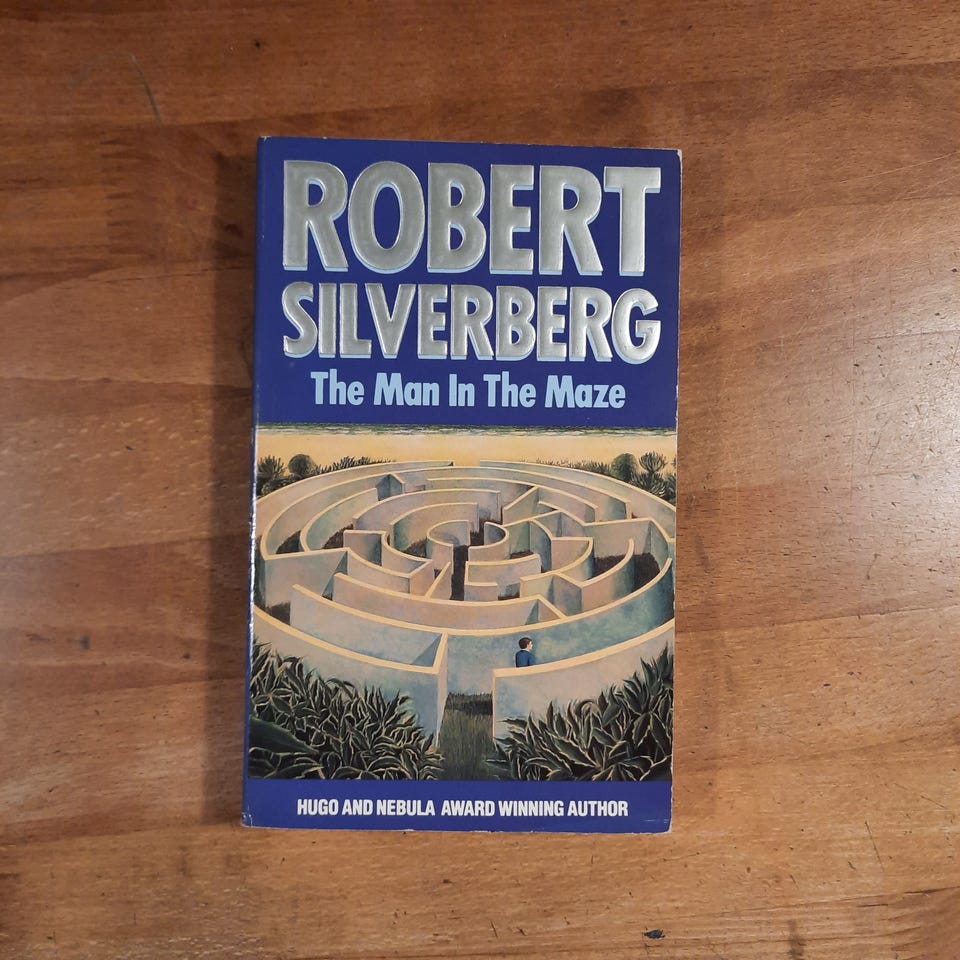 ROBERT
SILVERBERG
The Man In The Maze
HUGO AND NEBULA AWARD WINNING AUTHOR